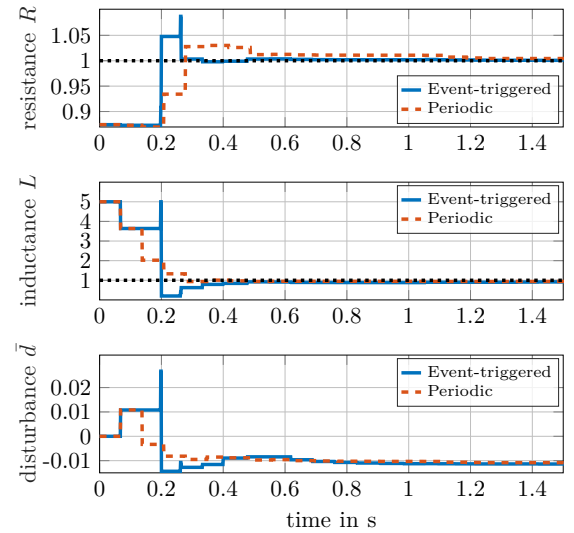 resistance R
1.05
1
0.95
0.9
Event-triggered
Periodic
0 0.2 0.4 0.6 0.8 1 1.2 1.4
inductance L
5
4
3
2
1
Event-triggered
Periodic
0 0.2 0.4 0.6 0.8 1 1.2 1.4
disturbance d̄
0.02
0.01
0
-0.01
Event-triggered
Periodic
0 0.2 0.4 0.6 0.8 1 1.2 1.4
time in s